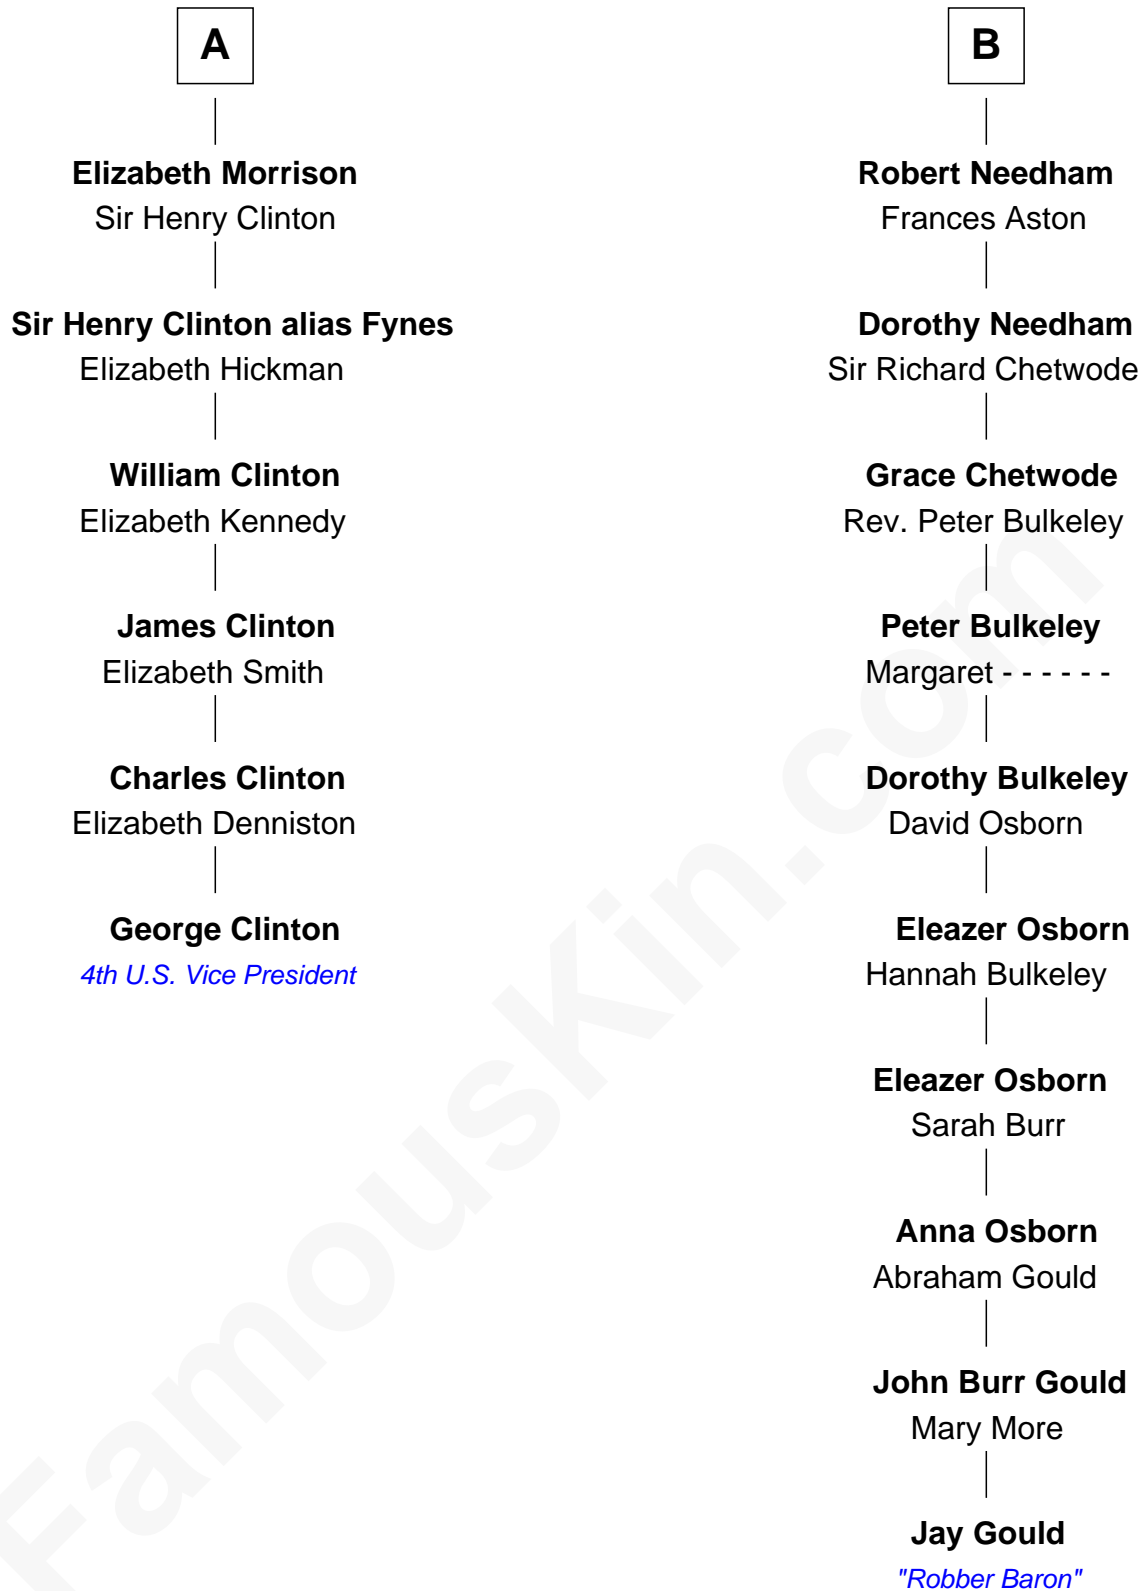 A
Elizabeth Morrison
Sir Henry Clinton
Sir Henry Clinton alias Fynes
Elizabeth Hickman
William Clinton
Elizabeth Kennedy
James Clinton
Elizabeth Smith
Charles Clinton
Elizabeth Denniston
George Clinton
4th U.S. Vice President
B
Robert Needham
Frances Aston
Dorothy Needham
Sir Richard Chetwode
Grace Chetwode
Rev. Peter Bulkeley
Peter Bulkeley
Margaret - - - - - -
Dorothy Bulkeley
David Osborn
Eleazer Osborn
Hannah Bulkeley
Eleazer Osborn
Sarah Burr
Anna Osborn
Abraham Gould
John Burr Gould
Mary More
Jay Gould
"Robber Baron"
FamousKin.com